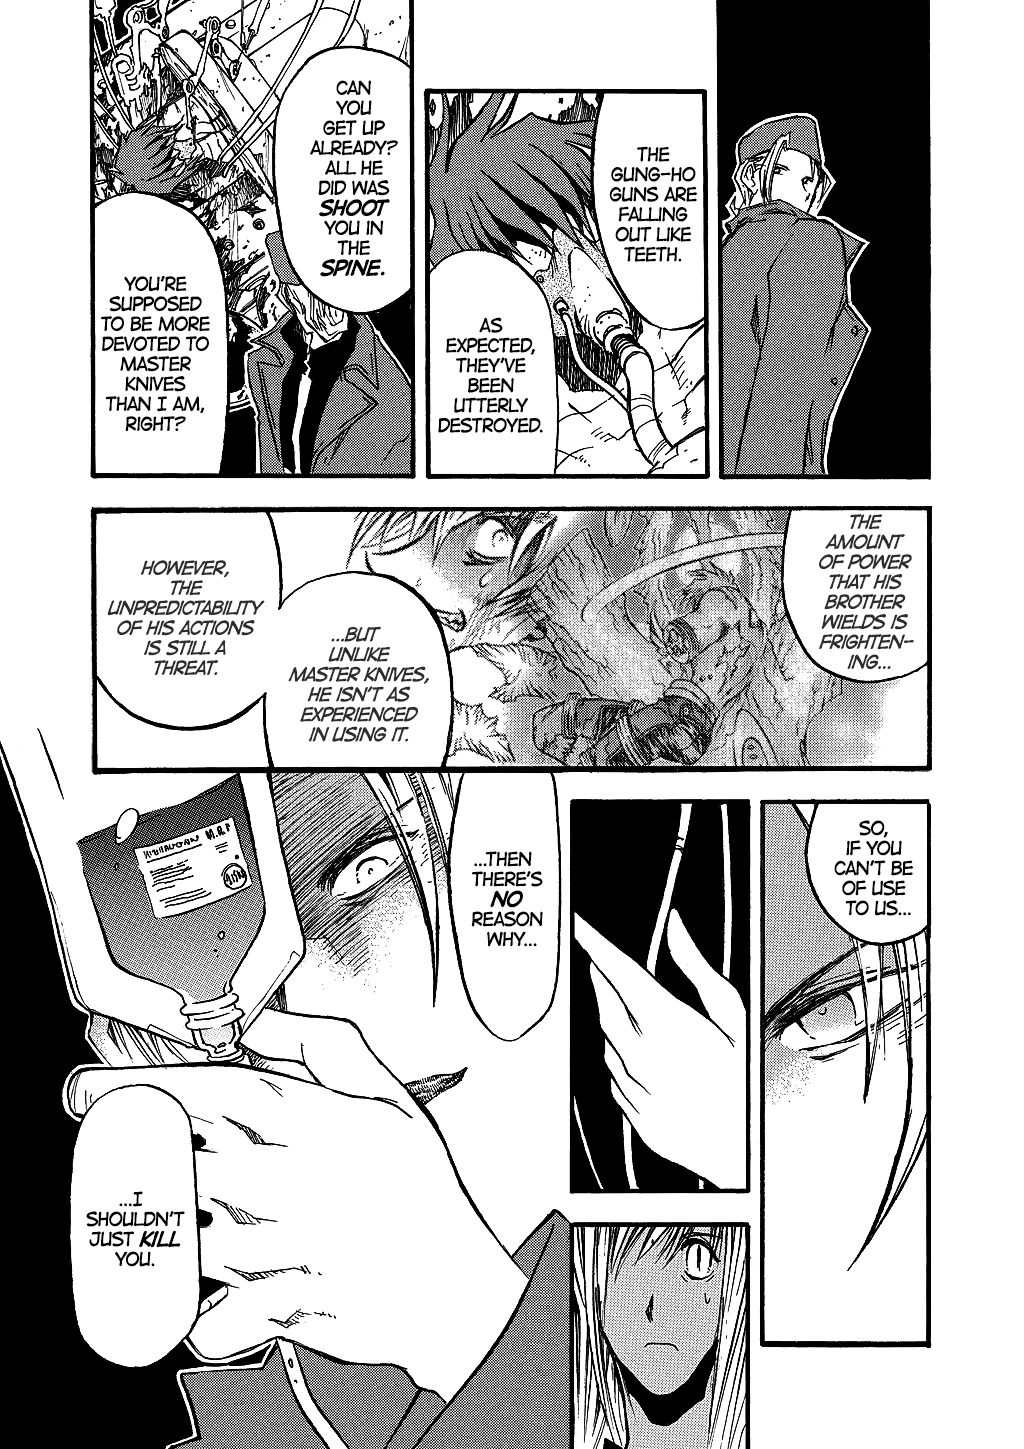 THE
GUNG-HO
GUNS ARE
FALLING
OUT LIKE
TEETH.
AS
EXPECTED,
THEY'VE
BEEN
UTTERLY
DESTROYED.
CAN
YOU
GET UP
ALREADY?
ALL HE
DID WAS
SHOOT
YOU IN
THE
SPINE.
YOU'RE
SUPPOSED
TO BE MORE
DEVOTED TO
MASTER
KNIVES
THAN I AM,
RIGHT?
THE
AMOUNT
OF POWER
THAT HIS
BROTHER
WIELDS IS
FRIGHTEN-
ING...
...BUT
UNLIKE
MASTER KNIVES,
HE ISN'T AS
EXPERIENCED
IN USING IT.
HOWEVER,
THE
UNPREDICTABILITY
OF HIS ACTIONS
IS STILL A
THREAT.
SO,
IF YOU
CAN'T BE
OF USE
TO US...
...THEN
THERE'S
NO
REASON
WHY...
...I
SHOULDN'T
JUST KILL
YOU.